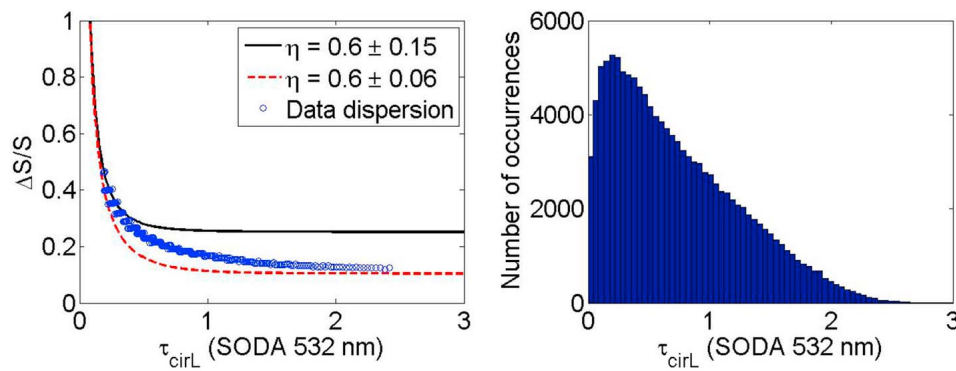 1
0.8
0.6
0.4
0.2
0
ΔS/S
η = 0.6 ± 0.15
η = 0.6 ± 0.06
Data dispersion
0 1 2 3
τcirL (SODA 532 nm)
6000
4000
2000
0
Number of occurrences
0 1 2 3
τcirL (SODA 532 nm)